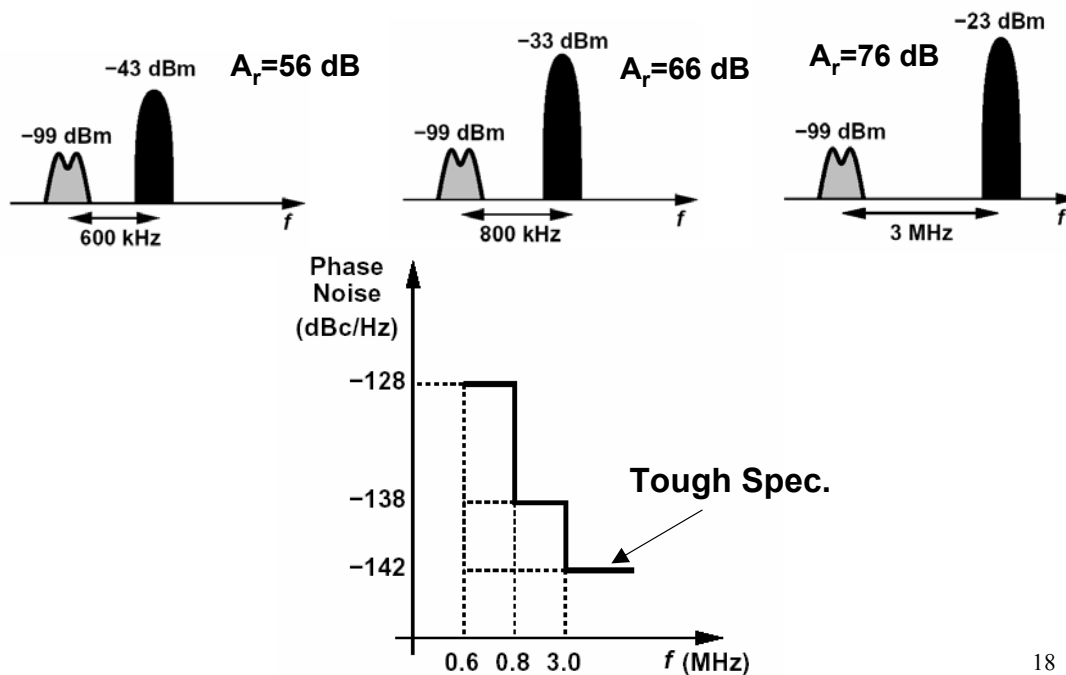 −43 dBm
A_r=56 dB
−99 dBm
600 kHz
f
−33 dBm
A_r=66 dB
−99 dBm
800 kHz
f
−23 dBm
A_r=76 dB
−99 dBm
3 MHz
f
Phase
Noise
(dBc/Hz)
−128
−138
−142
Tough Spec.
0.6 0.8 3.0 f (MHz)
18